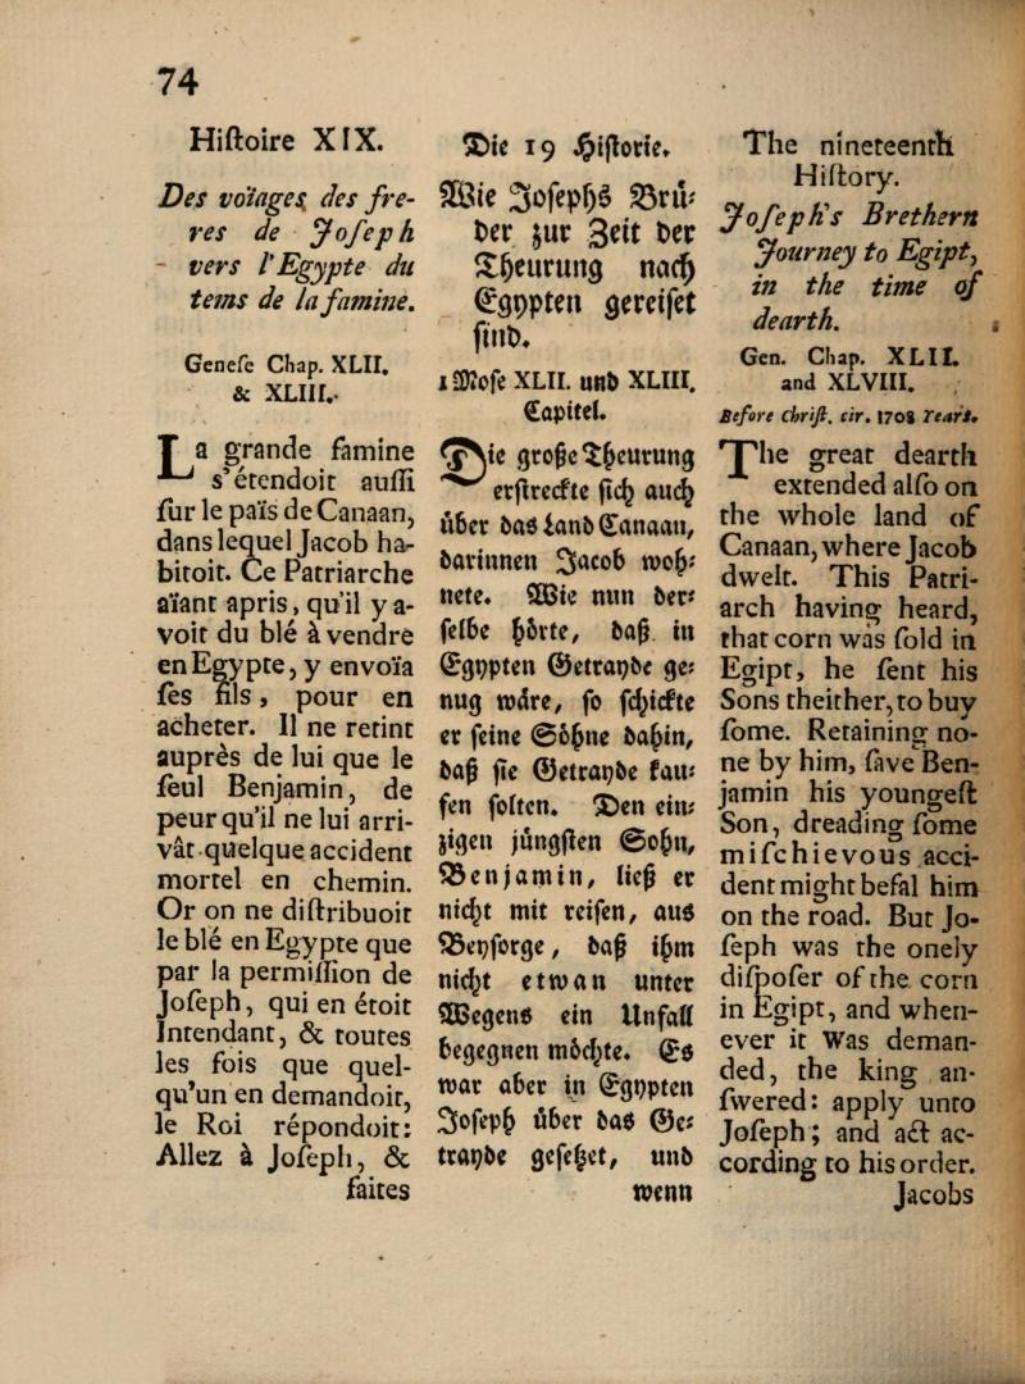 74
Hiſtoire XIX.
Des voïages des fre-
res de Joſeph
vers l'Egypte du
tems de la famine.
Geneſe Chap. XLII.
& XLIII.
La grande famine
s'étendoit auſſi
ſur le païs de Canaan,
dans lequel Jacob ha-
bitoit. Ce Patriarche
aïant apris, qu'il y a-
voit du blé à vendre
en Egypte, y envoïa
ſes fils, pour en
acheter. Il ne retint
auprès de lui que le
ſeul Benjamin, de
peur qu'il ne lui arri-
vât quelque accident
mortel en chemin.
Or on ne diſtribuoit
le blé en Egypte que
par la permiſſion de
Joſeph, qui en étoit
Intendant, & toutes
les fois que quel-
qu'un en demandoit,
le Roi répondoit:
Allez à Joſeph, &
faites
Die 19 Hiſtorie.
Wie Joſephs Brü-
der zur Zeit der
Theurung nach
Egypten gereiſet
ſind.
1 Moſe XLII. und XLIII.
Capitel.
Die große Theurung
erſtreckte ſich auch
über das Land Canaan,
darinnen Jacob woh-
nete. Wie nun der-
ſelbe hörte, daß in
Egypten Getrayde ge-
nug wäre, ſo ſchickte
er ſeine Söhne dahin,
daß ſie Getrayde kau-
fen ſolten. Den ein-
zigen jüngſten Sohn,
Benjamin, ließ er
nicht mit reiſen, aus
Beyſorge, daß ihm
nicht etwan unter
Wegens ein Unfall
begegnen möchte. Es
war aber in Egypten
Joſeph über das Ge-
trayde geſetzet, und
wenn
The nineteenth
Hiſtory.
Joſeph's Brethern
Journey to Egipt,
in the time of
dearth.
Gen. Chap. XLII.
and XLVIII.
Before Chriſt. cir. 1708 Years.
The great dearth
extended alſo on
the whole land of
Canaan, where Jacob
dwelt. This Patri-
arch having heard,
that corn was ſold in
Egipt, he ſent his
Sons theither, to buy
ſome. Retaining no-
ne by him, ſave Ben-
jamin his youngeſt
Son, dreading ſome
miſchievous acci-
dent might befal him
on the road. But Jo-
ſeph was the onely
diſpoſer of the corn
in Egipt, and when-
ever it Was deman-
ded, the king an-
ſwered: apply unto
Joſeph; and act ac-
cording to his order.
Jacobs